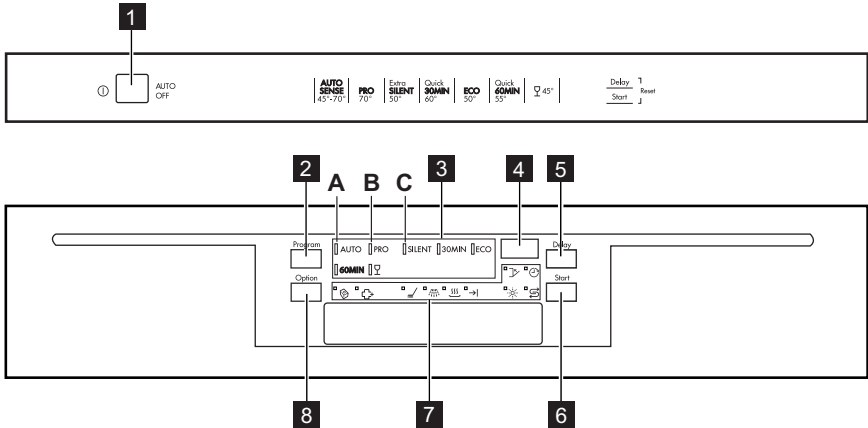 1
AUTO OFF
AUTO SENSE 45°-70°
PRO 70°
Extra SILENT 50°
Quick 30MIN 60°
ECO 50°
Quick 60MIN 55°
45°
Delay
Start
Reset
2
A
B
C
3
4
5
Program
AUTO
PRO
SILENT
30MIN
ECO
Delay
60MIN
Option
Start
8
7
6